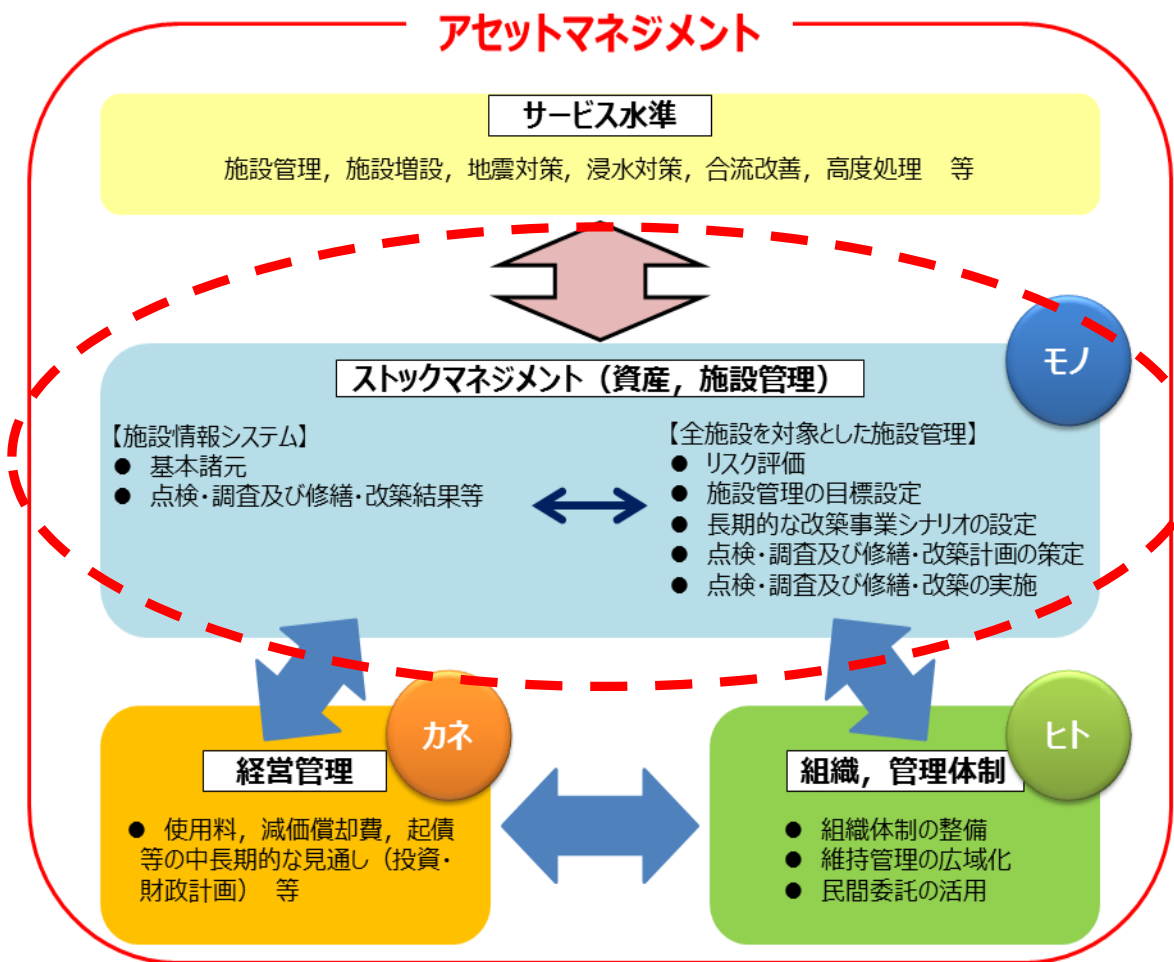 アセットマネジメント
サービス水準
施設管理，施設増設，地震対策，浸水対策，合流改善，高度処理　等
モノ
ストックマネジメント（資産，施設管理）
【施設情報システム】
● 基本諸元
● 点検・調査及び修繕・改築結果等
【全施設を対象とした施設管理】
● リスク評価
● 施設管理の目標設定
● 長期的な改築事業シナリオの設定
● 点検・調査及び修繕・改築計画の策定
● 点検・調査及び修繕・改築の実施
カネ
経営管理
● 使用料，減価償却費，起債
等の中長期的な見通し（投資・
財政計画）　等
ヒト
組織，管理体制
● 組織体制の整備
● 維持管理の広域化
● 民間委託の活用